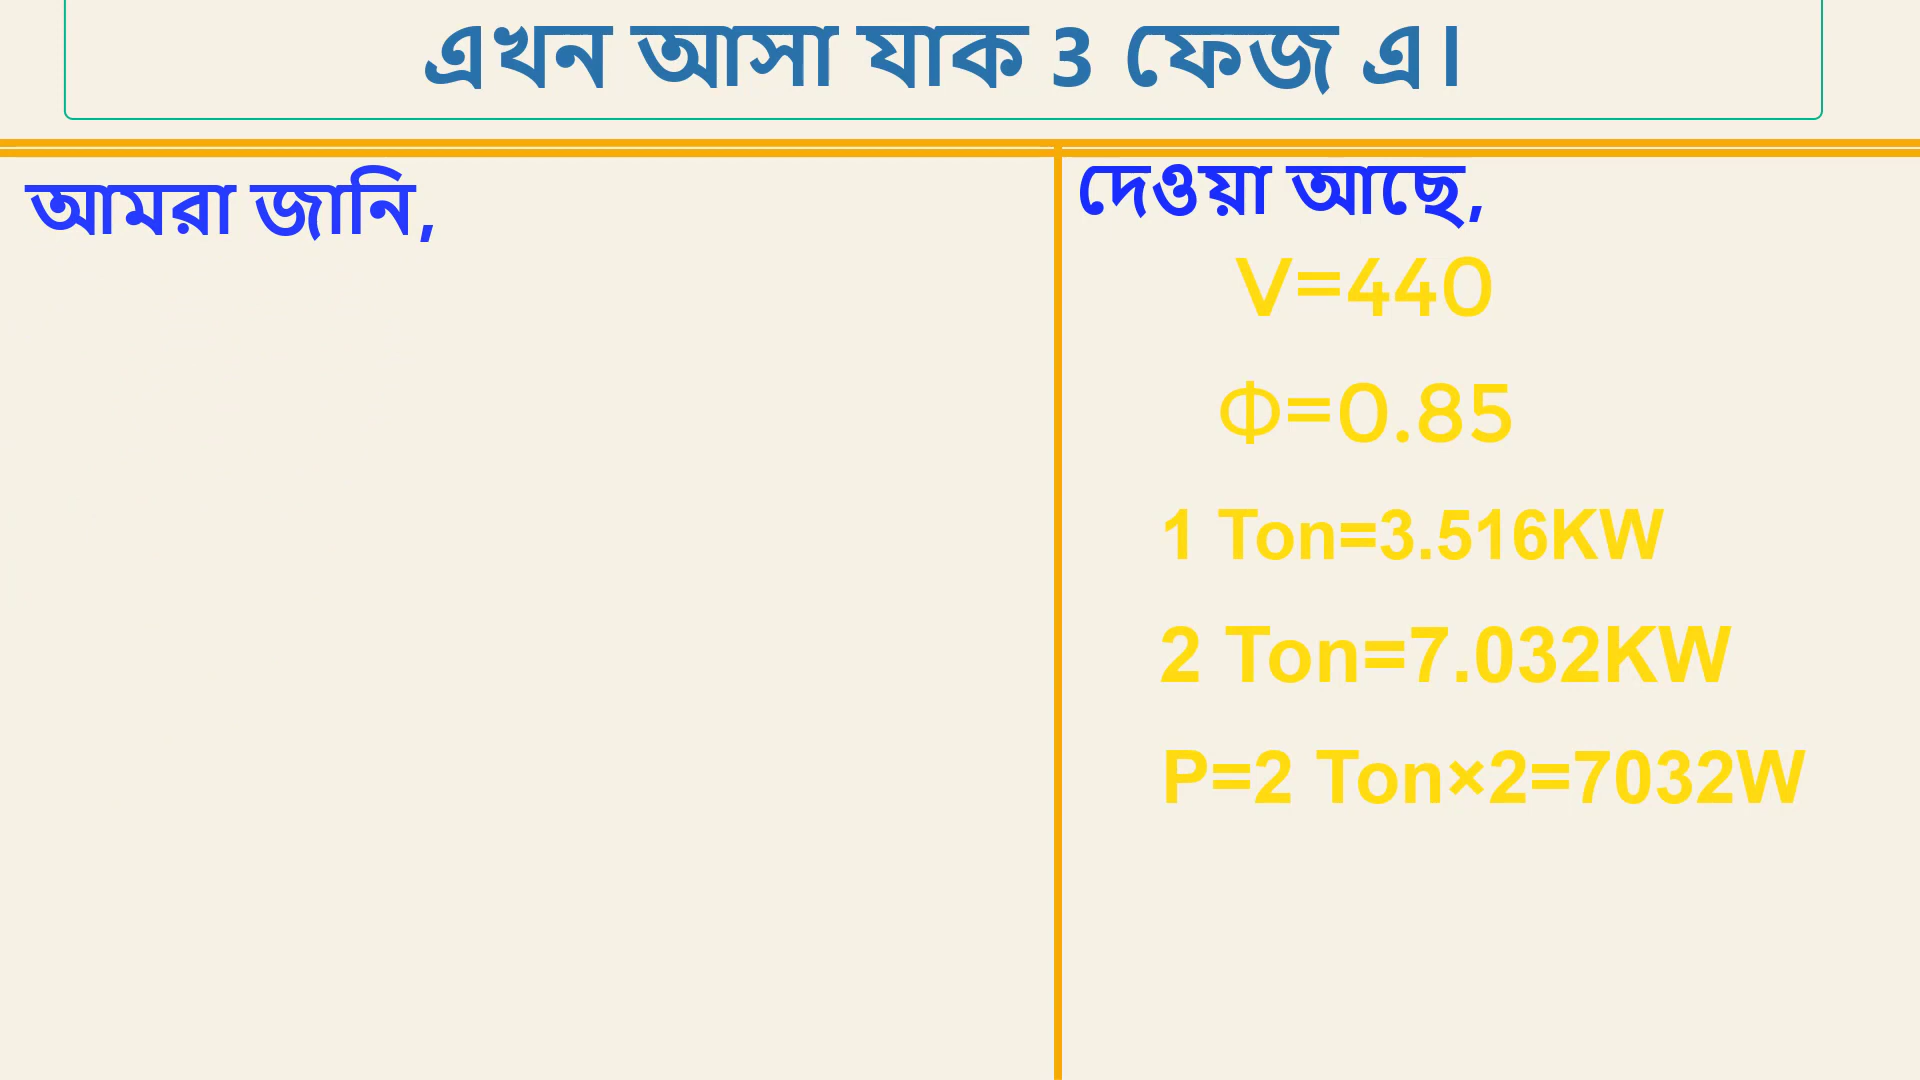 এখন আসা যাক 3 ফেজ এ।
আমরা জানি,
দেওয়া আছে,
V=440
Φ=0.85
1 Ton=3.516KW
2 Ton=7.032KW
P=2 Ton×2=7032W